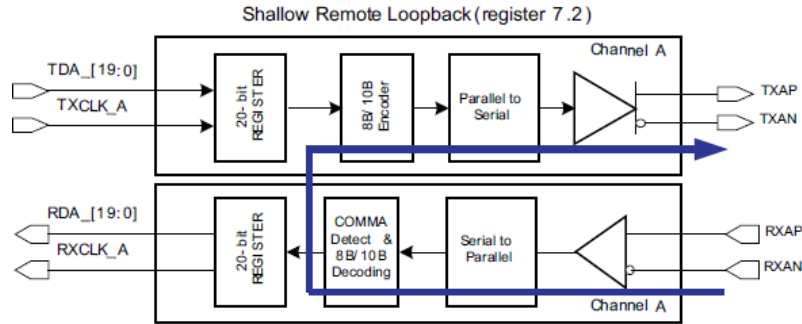 Shallow Remote Loopback (register 7.2)
Channel A
TDA_[19:0]
TXCLK_A
20- bit
REGISTER
8B/ 10B
Encoder
Parallel to
Serial
TXAP
TXAN
RDA_[19:0]
RXCLK_A
20- bit
REGISTER
COMMA
Detect &
8B/ 10B
Decoding
Serial to
Parallel
RXAP
RXAN
Channel A